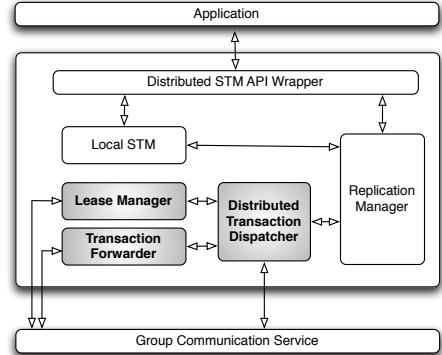 Application
Distributed STM API Wrapper
Local STM
Replication
Manager
Lease Manager
Distributed
Transaction
Dispatcher
Transaction
Forwarder
Group Communication Service